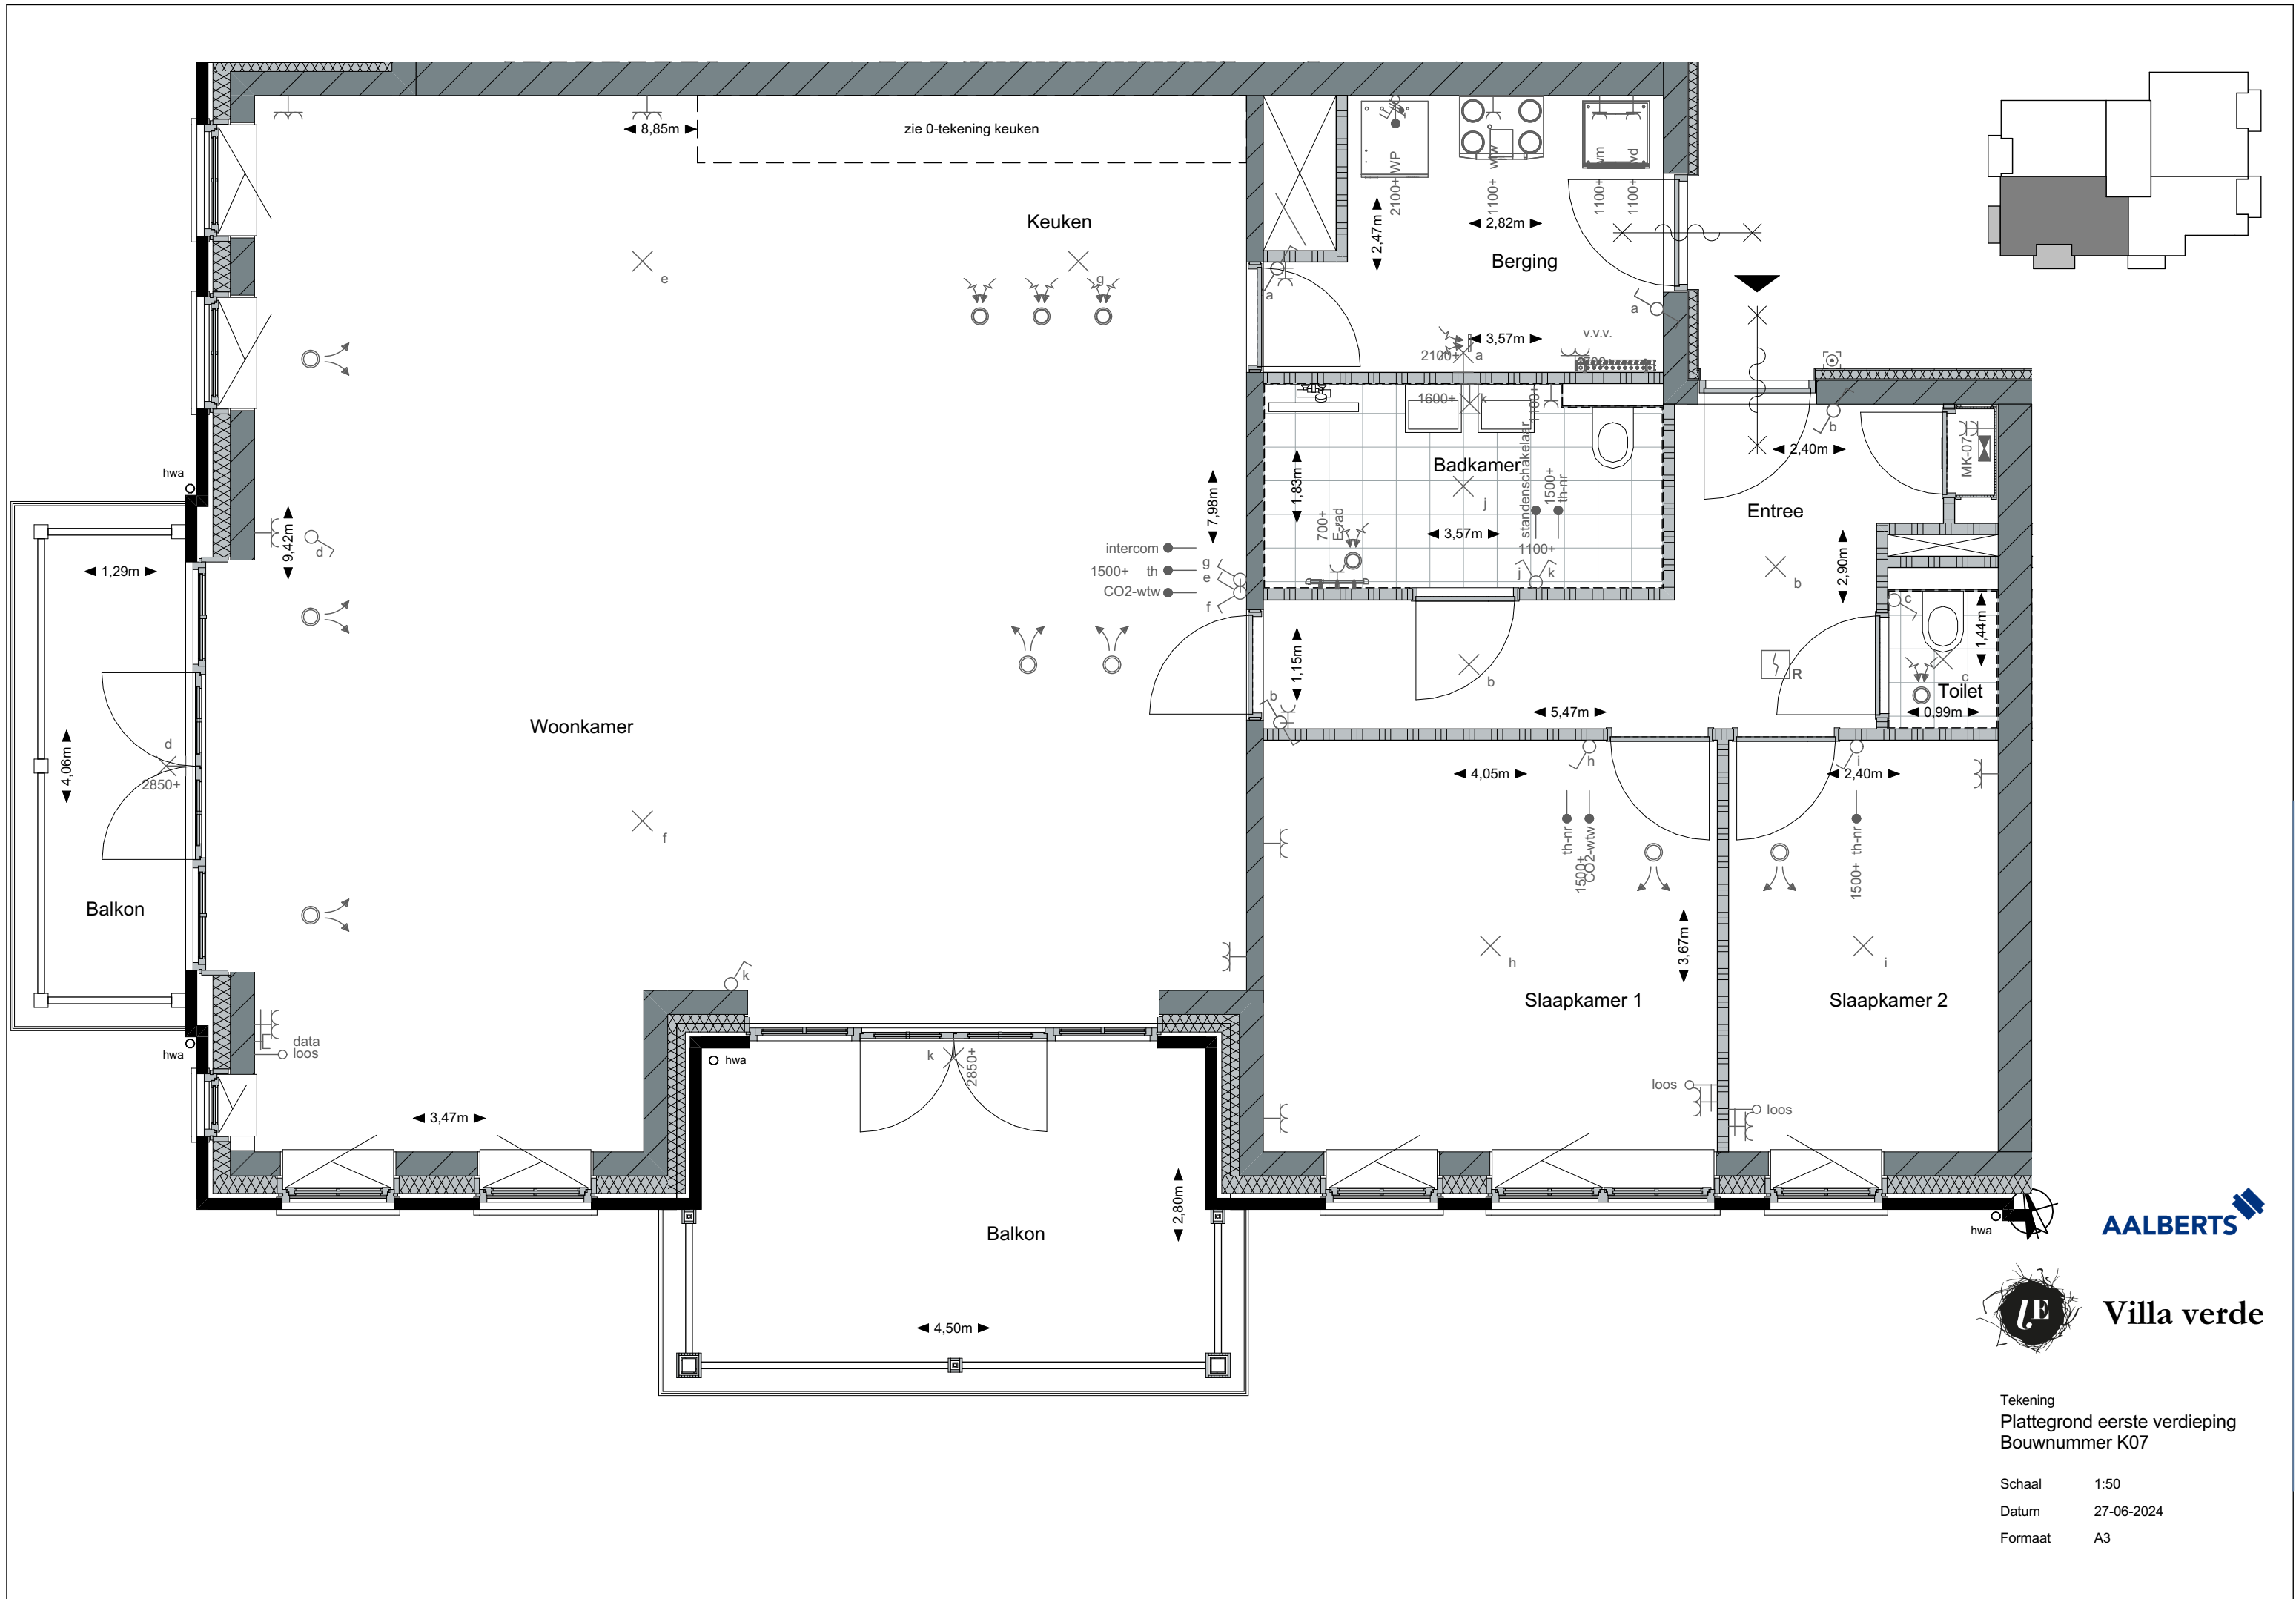 8,85m
zie 0-tekening keuken
Keuken
e
g
2100+ WP
1100+ wtw
1100+ wm
1100+ wd
2,47m
2,82m
Berging
a
a
3,57m
v.v.v.
2100+
a
1600+
k
1100+
Badkamer
standenschakelaar
1500+
th-nr
1,83m
j
3,57m
700+
E-rad
1100+
j
k
b
2,40m
MK-07
Entree
2,90m
b
R
c
1,44m
c
Toilet
0,99m
hwa
9,42m
d
7,98m
intercom
1500+ th
CO2-wtw
g
e
f
1,29m
4,06m
d
2850+
Balkon
Woonkamer
f
1,15m
b
b
5,47m
h
4,05m
th-nr
1500+
CO2-wtw
i
2,40m
1500+ th-nr
3,67m
h
i
Slaapkamer 1
Slaapkamer 2
k
data
loos
hwa
hwa
k
2850+
3,47m
loos
loos
2,80m
Balkon
4,50m
hwa
AALBERTS
lE
Villa verde
Tekening
Plattegrond eerste verdieping
Bouwnummer K07
Schaal 1:50
Datum 27-06-2024
Formaat A3